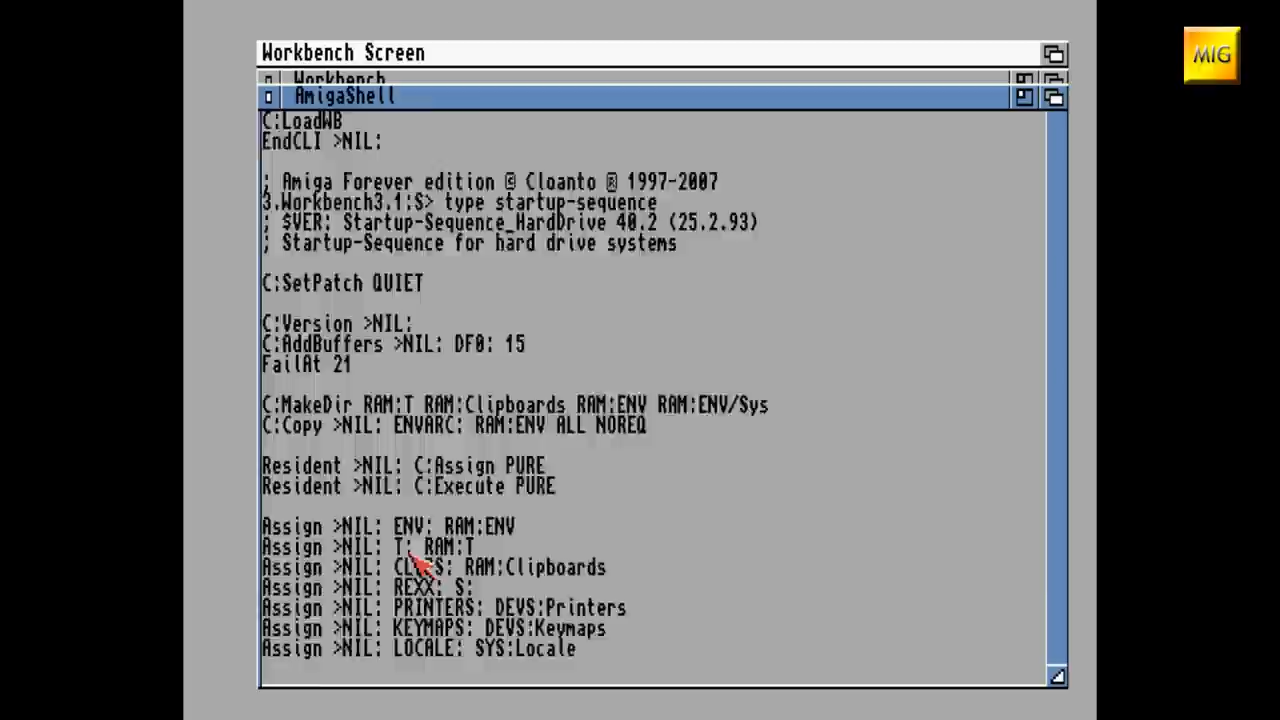 MIG
Workbench Screen
Workbench
AmigaShell
C:LoadWB
EndCLI >NIL:
; Amiga Forever edition © Cloanto ® 1997-2007
3.Workbench3.1:S> type startup-sequence
; $VER: Startup-Sequence_HardDrive 40.2 (25.2.93)
; Startup-Sequence for hard drive systems
C:SetPatch QUIET
C:Version >NIL:
C:AddBuffers >NIL: DF0: 15
FailAt 21
C:MakeDir RAM:T RAM:Clipboards RAM:ENV RAM:ENV/Sys
C:Copy >NIL: ENVARC: RAM:ENV ALL NOREQ
Resident >NIL: C:Assign PURE
Resident >NIL: C:Execute PURE
Assign >NIL: ENV: RAM:ENV
Assign >NIL: T: RAM:T
Assign >NIL: CLIPS: RAM:Clipboards
Assign >NIL: REXX: S:
Assign >NIL: PRINTERS: DEVS:Printers
Assign >NIL: KEYMAPS: DEVS:Keymaps
Assign >NIL: LOCALE: SYS:Locale